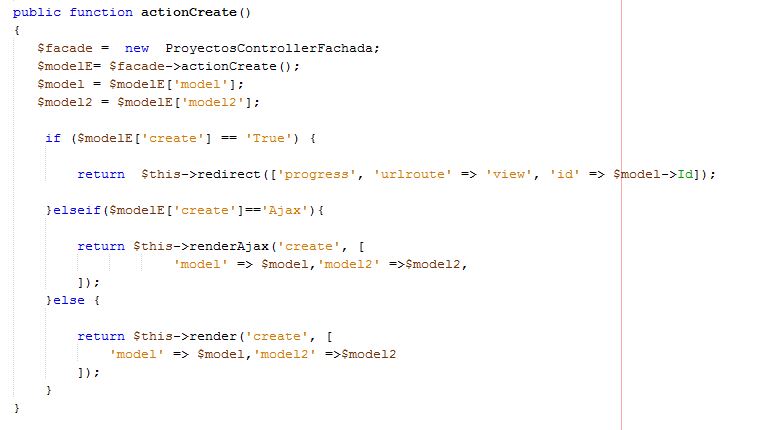 public function actionCreate()
{
$facade = new ProyectosControllerFachada;
$modelE= $facade->actionCreate();
$model = $modelE['model'];
$model2 = $modelE['model2'];
if ($modelE['create'] == 'True') {
return $this->redirect(['progress', 'urlroute' => 'view', 'id' => $model->Id]);
}elseif($modelE['create']=='Ajax'){
return $this->renderAjax('create', [
'model' => $model,'model2' =>$model2,
]);
}else {
return $this->render('create', [
'model' => $model,'model2' =>$model2
]);
}
}